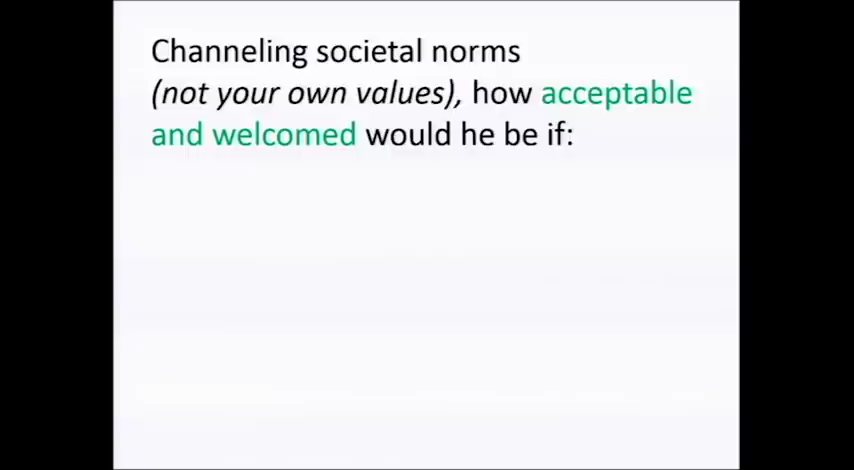 Channeling societal norms
(not your own values), how acceptable
and welcomed would he be if: